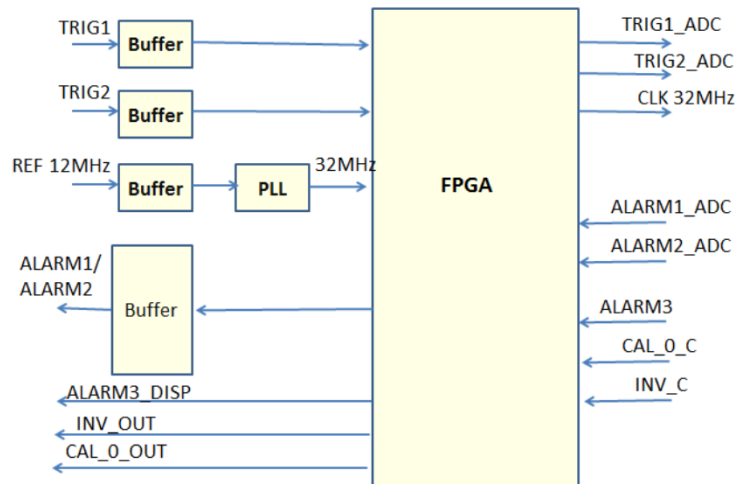 TRIG1
Buffer
TRIG1_ADC
TRIG2_ADC
TRIG2
Buffer
CLK 32MHz
REF 12MHz
Buffer
PLL
32MHz
FPGA
ALARM1_ADC
ALARM2_ADC
ALARM1/
ALARM2
Buffer
ALARM3
CAL_0_C
INV_C
ALARM3_DISP
INV_OUT
CAL_0_OUT